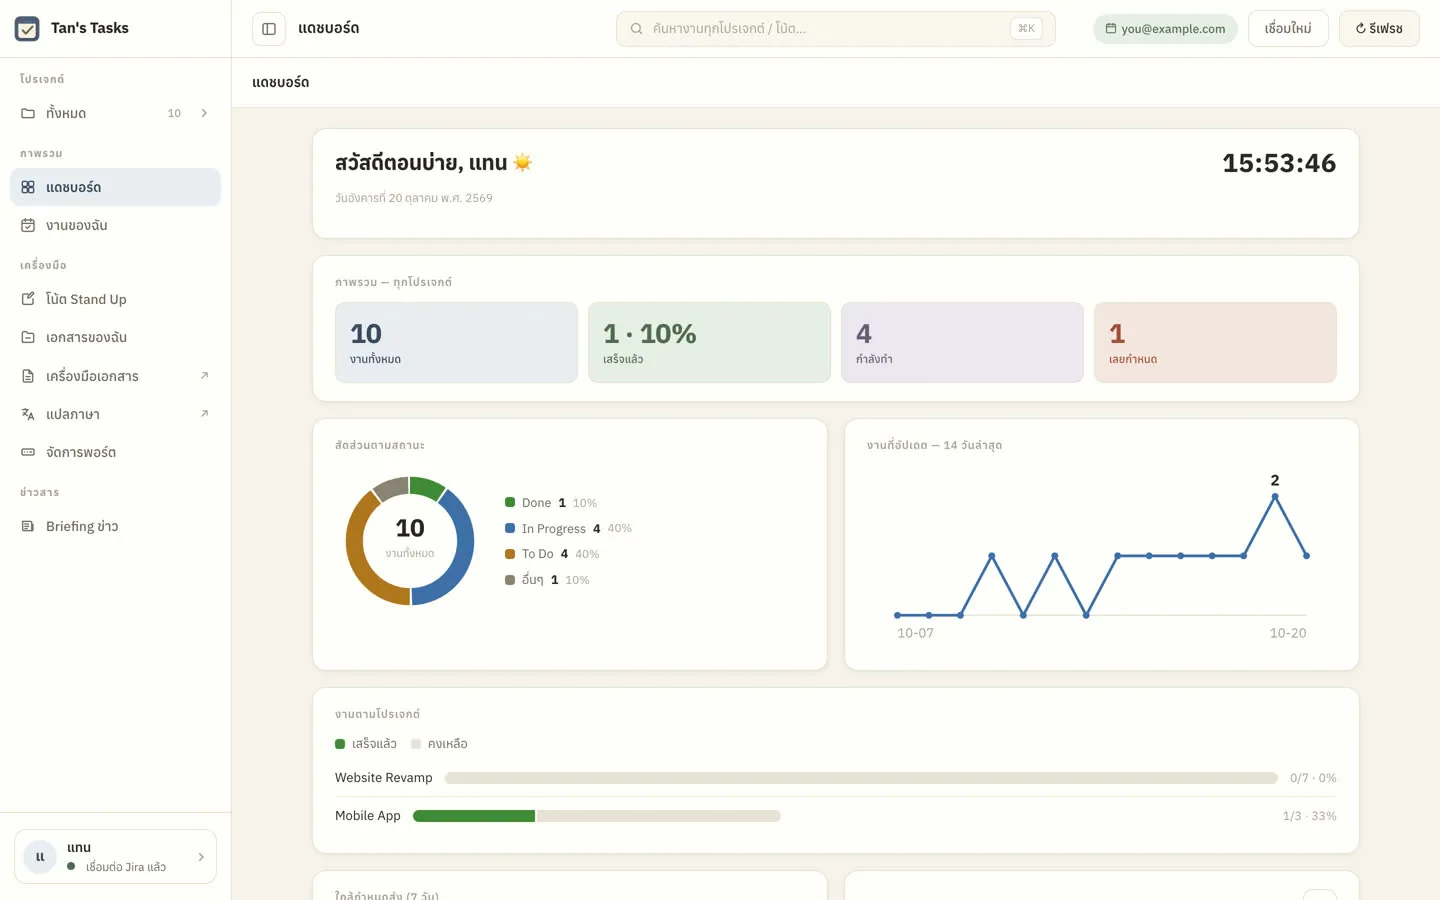 Tan's Tasks
แดชบอร์ด
ค้นหางานทุกโปรเจกต์ / โน้ต...
⌘K
you@example.com
เชื่อมใหม่
รีเฟรช
โปรเจกต์
ทั้งหมด 10
ภาพรวม
แดชบอร์ด
งานของฉัน
เครื่องมือ
โน้ต Stand Up
เอกสารของฉัน
เครื่องมือเอกสาร
แปลภาษา
จัดการพอร์ต
ข่าวสาร
Briefing ข่าว
แ
แทน
เชื่อมต่อ Jira แล้ว
แดชบอร์ด
สวัสดีตอนบ่าย, แทน ☀️
15:53:46
วันอังคารที่ 20 ตุลาคม พ.ศ. 2569
ภาพรวม — ทุกโปรเจกต์
10
งานทั้งหมด
1 · 10%
เสร็จแล้ว
4
กำลังทำ
1
เลยกำหนด
สัดส่วนตามสถานะ
10
งานทั้งหมด
Done 1 10%
In Progress 4 40%
To Do 4 40%
อื่นๆ 1 10%
งานที่อัปเดต — 14 วันล่าสุด
2
10-07
10-20
งานตามโปรเจกต์
เสร็จแล้ว คงเหลือ
Website Revamp 0/7 · 0%
Mobile App 1/3 · 33%
ใกล้กำหนดส่ง (7 วัน)